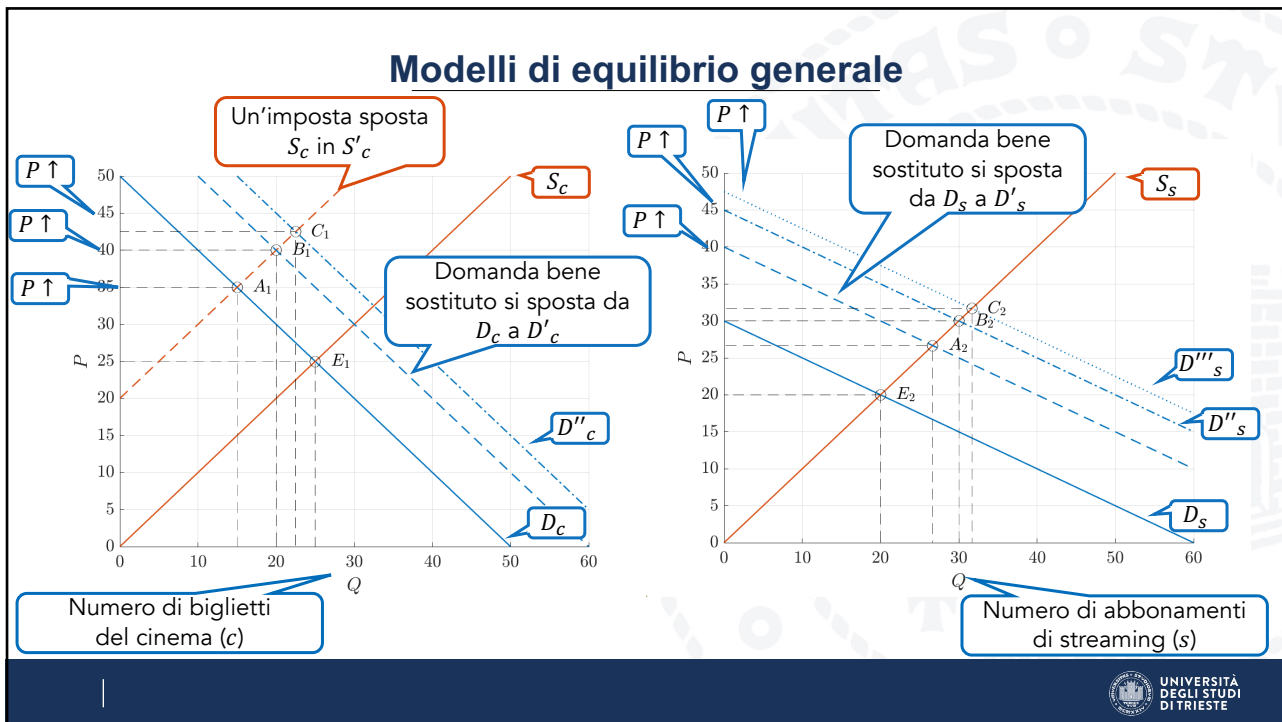 Modelli di equilibrio generale
Un'imposta sposta
S_c in S'_c
P ↑
P ↑
P ↑
50
45
40
35
30
25
20
15
10
5
0
P
0
10
20
30
40
50
60
Q
S_c
C_1
B_1
A_1
E_1
Domanda bene
sostituto si sposta da
D_c a D'_c
D''_c
D_c
Numero di biglietti
del cinema (c)
P ↑
P ↑
P ↑
Domanda bene
sostituto si sposta
da D_s a D'_s
50
45
40
35
30
25
20
15
10
5
0
P
0
10
20
30
40
50
60
Q
S_s
C_2
B_2
A_2
E_2
D'''_s
D''_s
D_s
Numero di abbonamenti
di streaming (s)
UNIVERSITÀ
DEGLI STUDI
DI TRIESTE